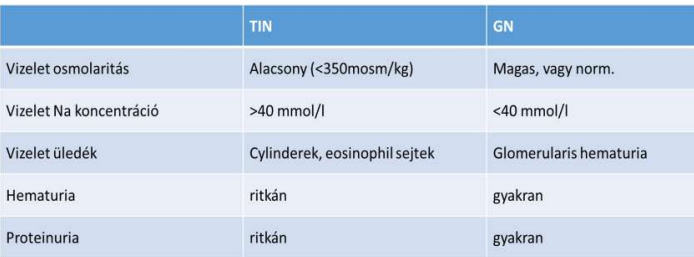 TIN GN
Vizelet osmolaritás Alacsony (<350mosm/kg) Magas, vagy norm.
Vizelet Na koncentráció >40 mmol/l <40 mmol/l
Vizelet üledék Cylinderek, eosinophil sejtek Glomerularis hematuria
Hematuria ritkán gyakran
Proteinuria ritkán gyakran